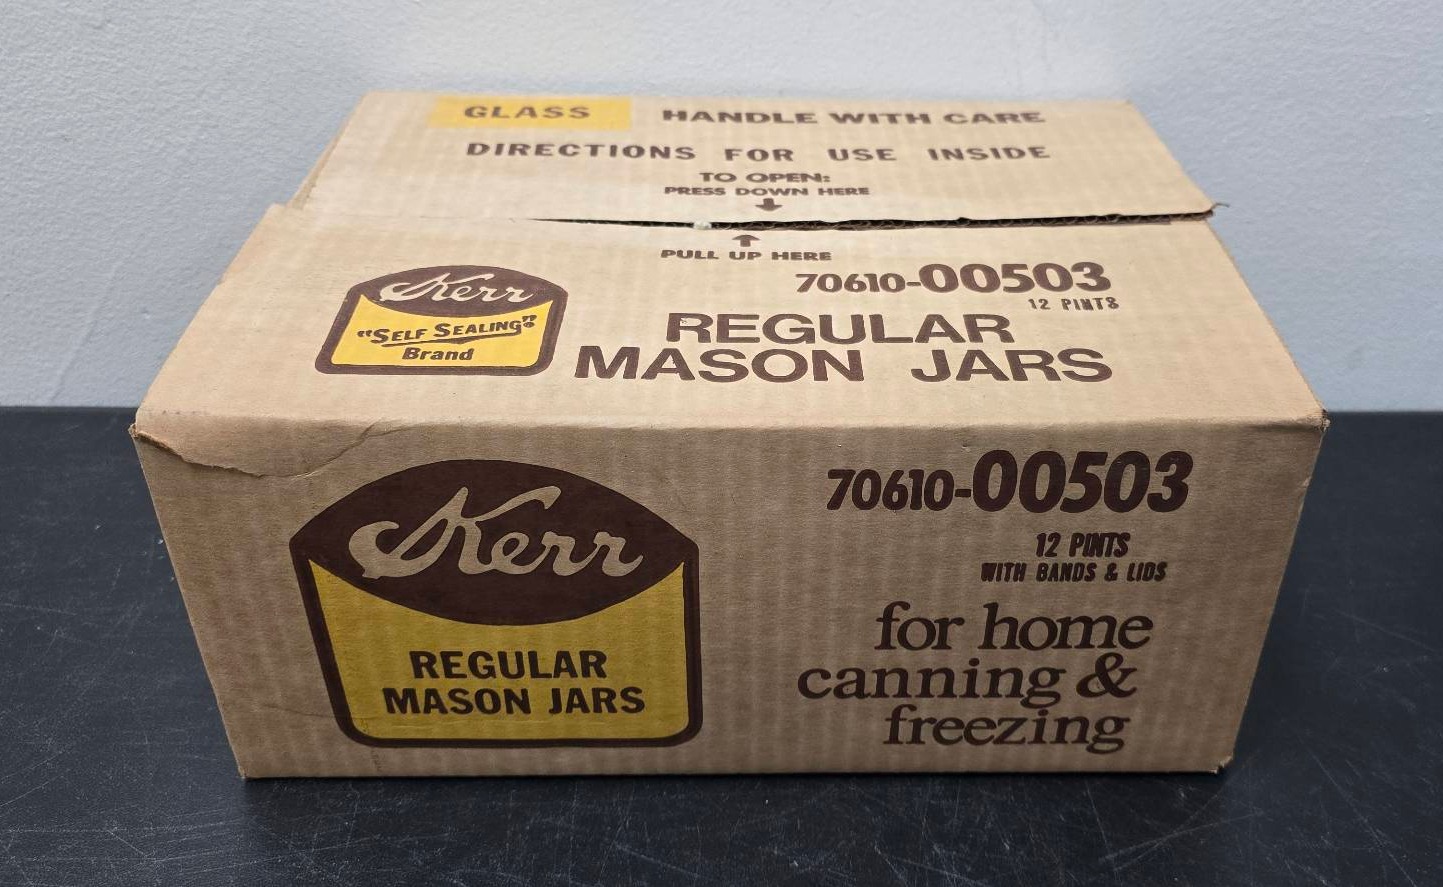 GLASS HANDLE WITH CARE
DIRECTIONS FOR USE INSIDE
TO OPEN:
PRESS DOWN HERE
PULL UP HERE
Kerr
"SELF SEALING"®
Brand
70610-00503
12 PINTS
REGULAR
MASON JARS
Kerr
REGULAR
MASON JARS
70610-00503
12 PINTS
WITH BANDS & LIDS
for home
canning &
freezing